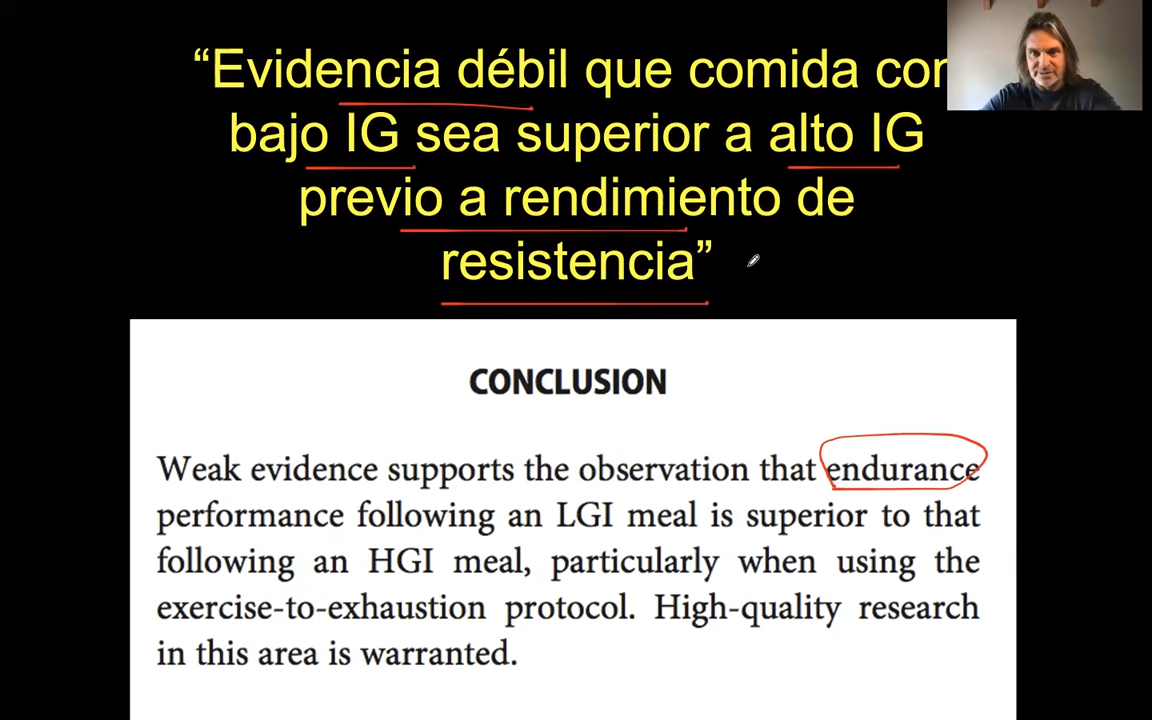 “Evidencia débil que comida con
bajo IG sea superior a alto IG
previo a rendimiento de
resistencia”
CONCLUSION
Weak evidence supports the observation that endurance
performance following an LGI meal is superior to that
following an HGI meal, particularly when using the
exercise-to-exhaustion protocol. High-quality research
in this area is warranted.